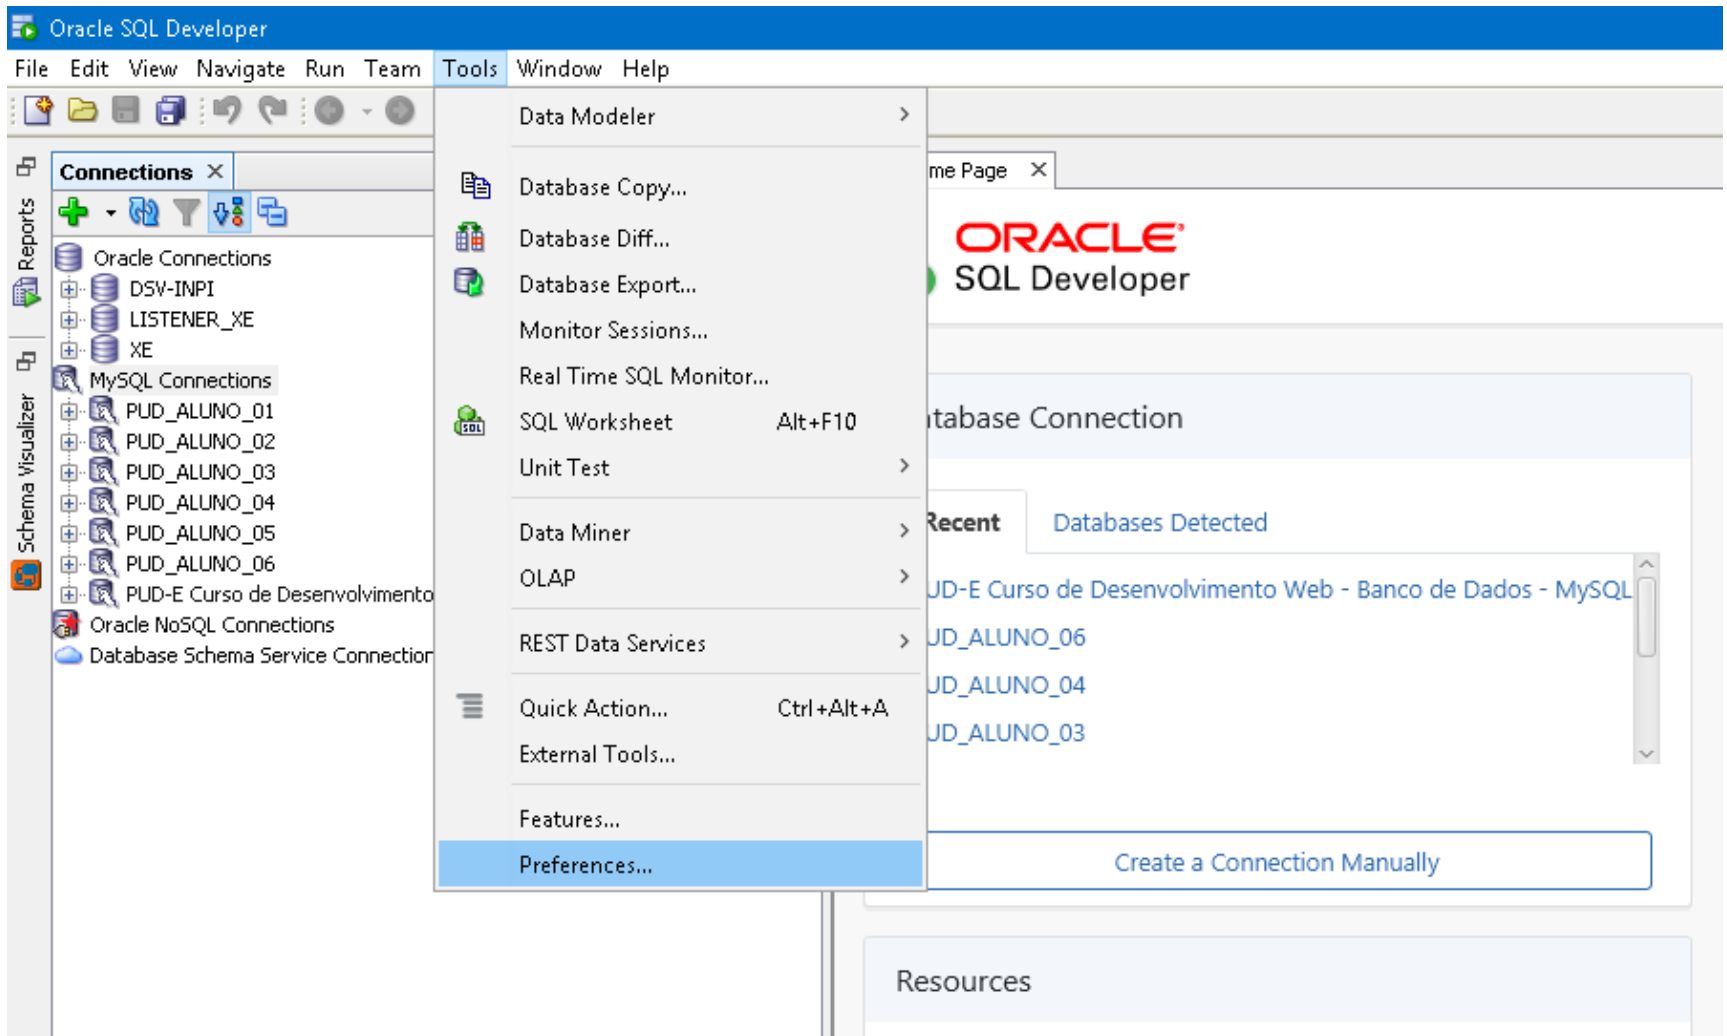 Oracle SQL Developer
File Edit View Navigate Run Team Tools Window Help
Reports
Schema Visualizer
Connections
Oracle Connections
DSV-INPI
LISTENER_XE
XE
MySQL Connections
PUD_ALUNO_01
PUD_ALUNO_02
PUD_ALUNO_03
PUD_ALUNO_04
PUD_ALUNO_05
PUD_ALUNO_06
PUD-E Curso de Desenvolvimento
Oracle NoSQL Connections
Database Schema Service Connection
Data Modeler
Database Copy...
Database Diff...
Database Export...
Monitor Sessions...
Real Time SQL Monitor...
SQL Worksheet Alt+F10
Unit Test
Data Miner
OLAP
REST Data Services
Quick Action... Ctrl+Alt+A
External Tools...
Features...
Preferences...
me Page
ORACLE
SQL Developer
tabase Connection
Recent Databases Detected
UD-E Curso de Desenvolvimento Web - Banco de Dados - MySQL
UD_ALUNO_06
UD_ALUNO_04
UD_ALUNO_03
Create a Connection Manually
Resources